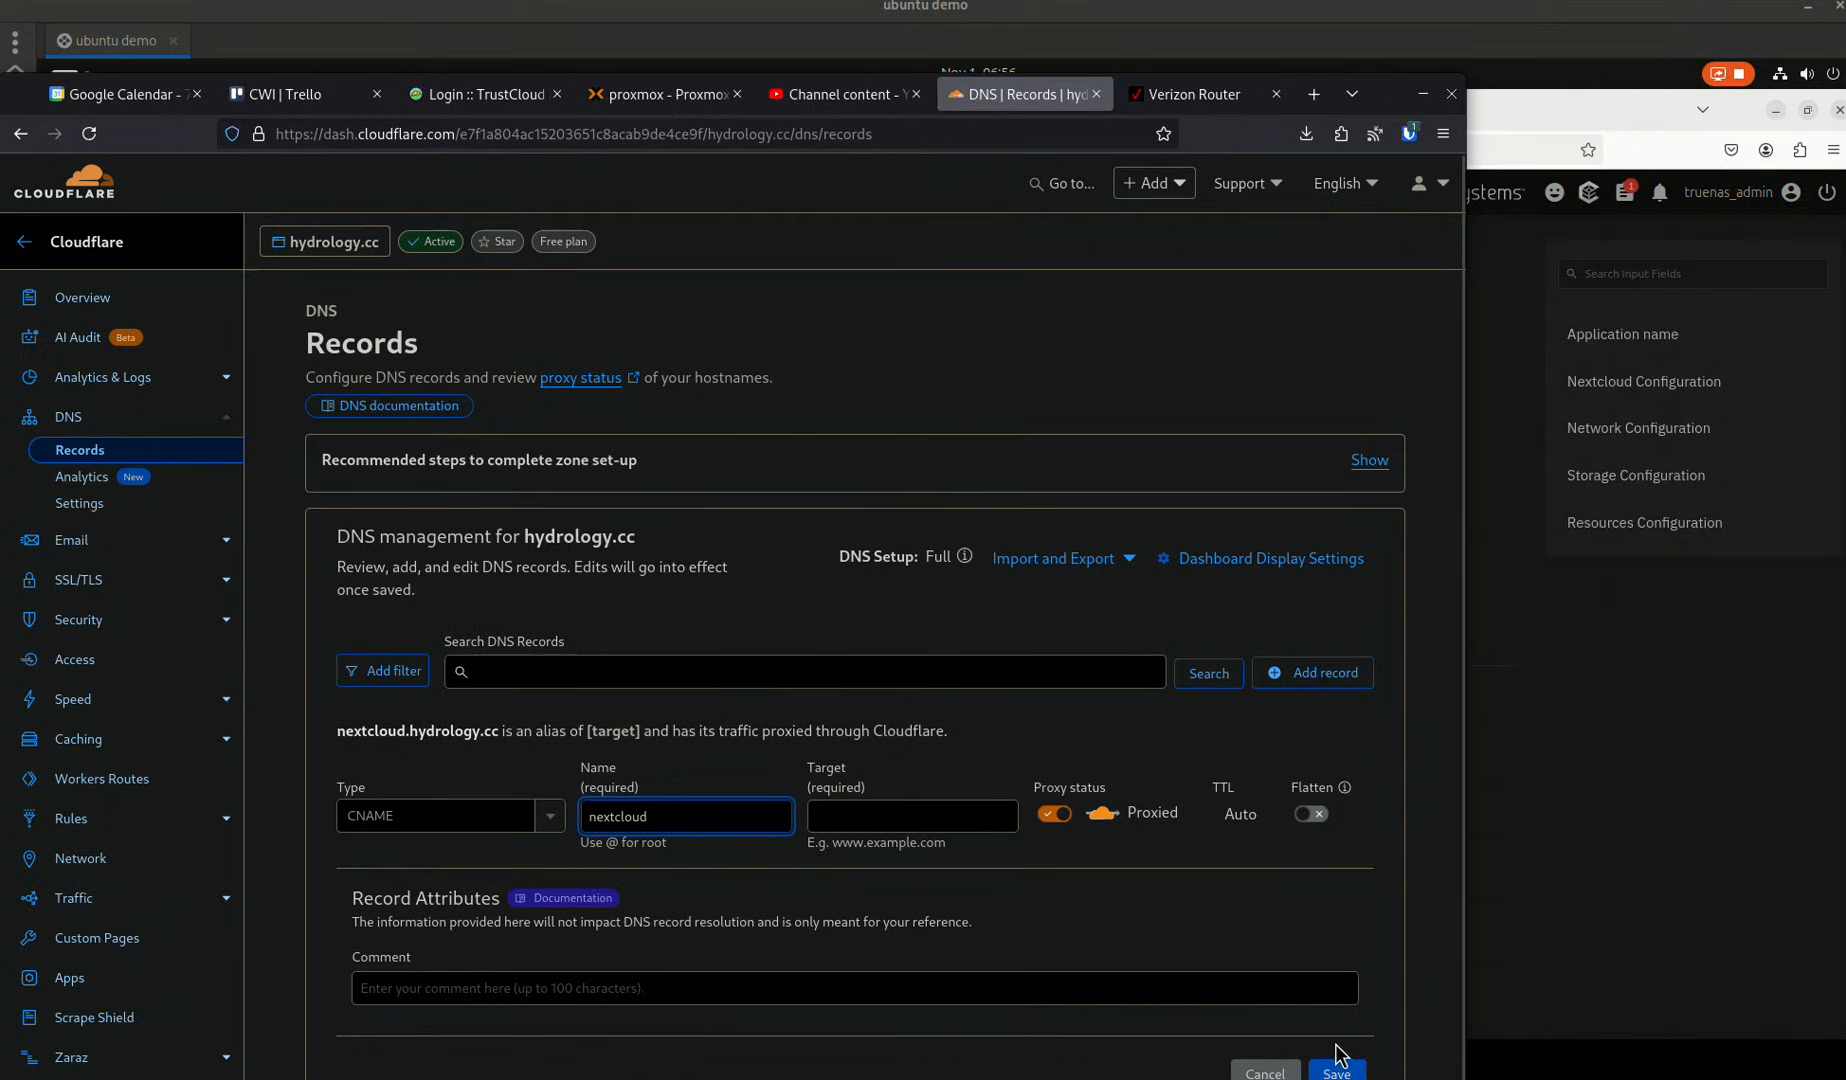 ubuntu demo
ubuntu demo
Nov 1 06:56
Google Calendar - 7
CWI | Trello
Login :: TrustCloud
proxmox - Proxmox
Channel content - Y
DNS | Records | hyd
Verizon Router
https://dash.cloudflare.com/e7f1a804ac15203651c8acab9de4ce9f/hydrology.cc/dns/records
1
CLOUDFLARE
Go to...
+ Add
Support
English
ystems
1
truenas_admin
Cloudflare
hydrology.cc
Active
Star
Free plan
Search Input Fields
Application name
Nextcloud Configuration
Network Configuration
Storage Configuration
Resources Configuration
Overview
AI Audit Beta
Analytics & Logs
DNS
Records
Analytics New
Settings
Email
SSL/TLS
Security
Access
Speed
Caching
Workers Routes
Rules
Network
Traffic
Custom Pages
Apps
Scrape Shield
Zaraz
DNS
Records
Configure DNS records and review proxy status of your hostnames.
DNS documentation
Recommended steps to complete zone set-up
Show
DNS management for hydrology.cc
Review, add, and edit DNS records. Edits will go into effect
once saved.
DNS Setup: Full
Import and Export
Dashboard Display Settings
Search DNS Records
Add filter
Search
Add record
nextcloud.hydrology.cc is an alias of [target] and has its traffic proxied through Cloudflare.
Type
Name
(required)
Target
(required)
Proxy status
TTL
Flatten
CNAME
nextcloud
Proxied
Auto
Use @ for root
E.g. www.example.com
Record Attributes
Documentation
The information provided here will not impact DNS record resolution and is only meant for your reference.
Comment
Enter your comment here (up to 100 characters).
Cancel
Save